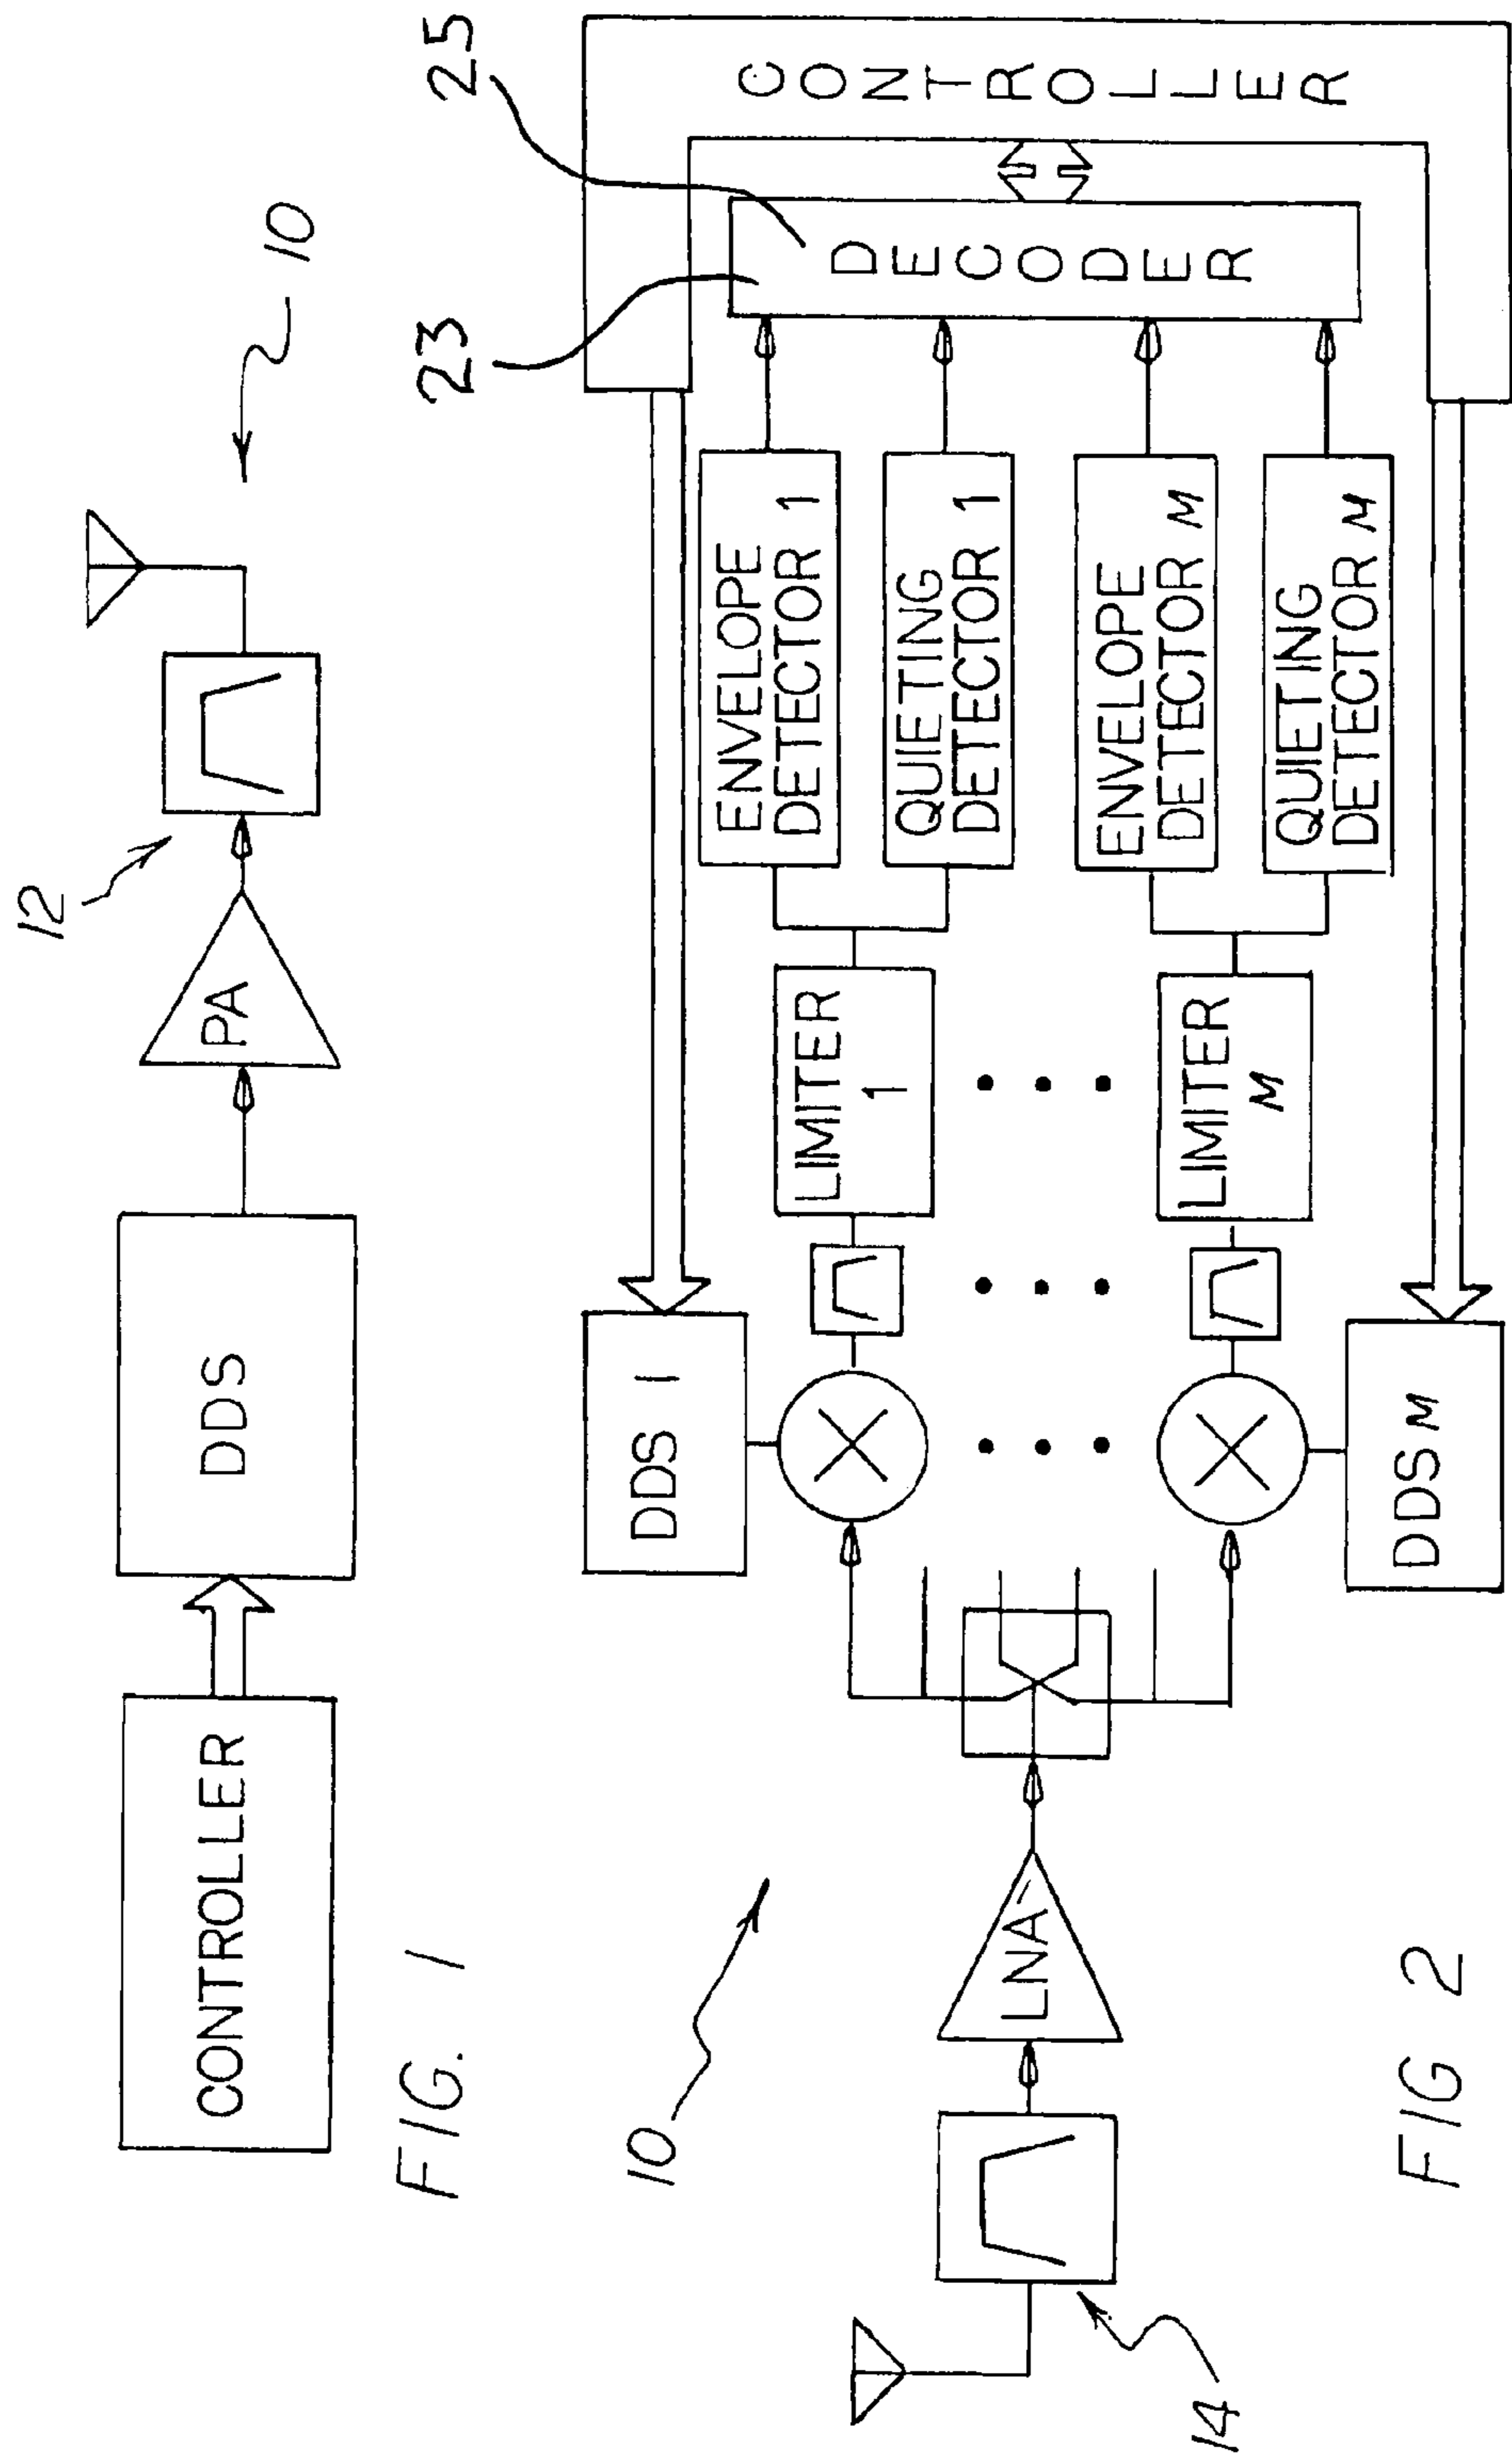 10
12
CONTROLLER
DDS
PA
FIG. 1
10
14
LNA
DDS 1
LIMITER
1
ENVELOPE
DETECTOR 1
QUIETING
DETECTOR 1
DDS M
LIMITER
M
ENVELOPE
DETECTOR M
QUIETING
DETECTOR M
23
25
DECODER
CONTROLLER
FIG 2